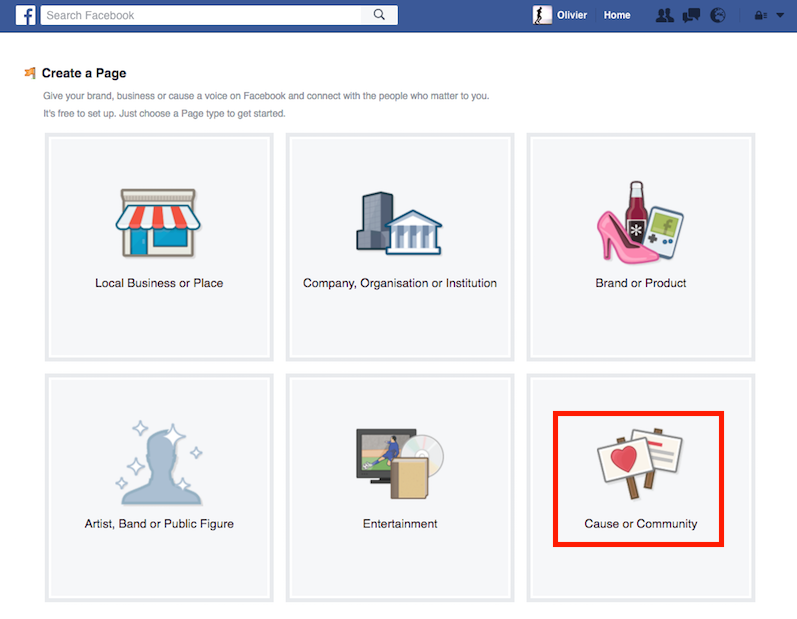 f
Search Facebook
Olivier
Home
Create a Page
Give your brand, business or cause a voice on Facebook and connect with the people who matter to you.
It's free to set up. Just choose a Page type to get started.
Local Business or Place
Company, Organisation or Institution
Brand or Product
Artist, Band or Public Figure
Entertainment
Cause or Community